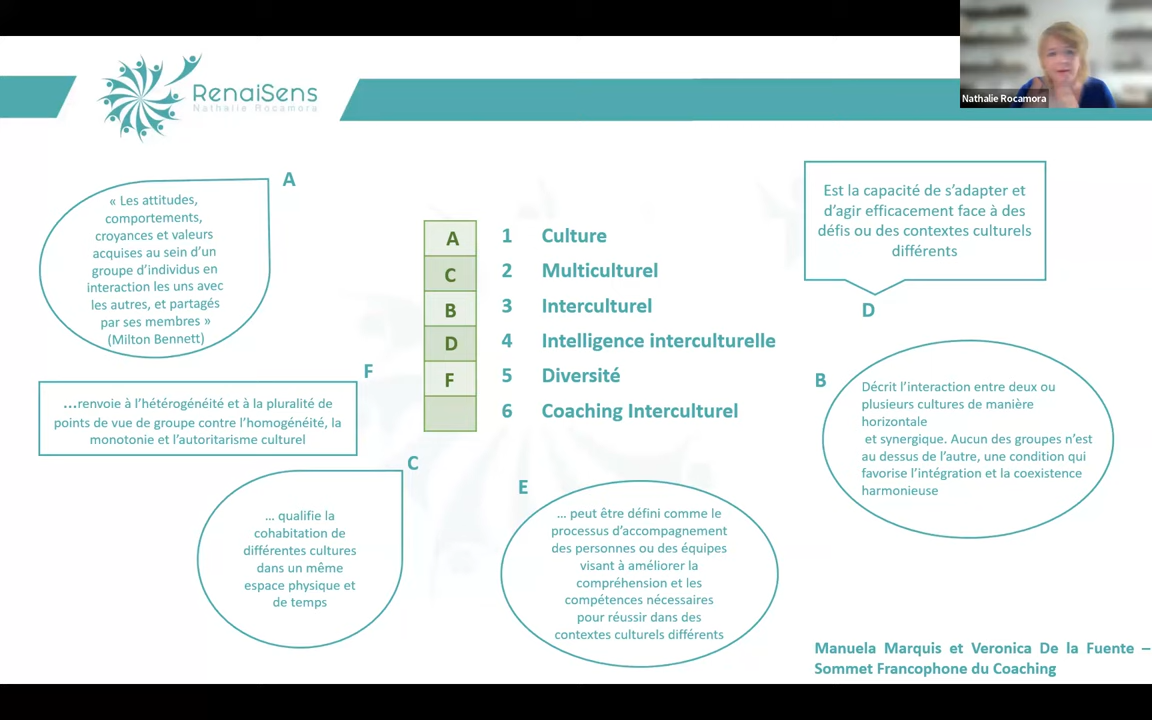 RenaiSens
Nathalie Rocamora
Nathalie Rocamora
A
« Les attitudes,
comportements,
croyances et valeurs
acquises au sein d'un
groupe d'individus en
interaction les uns avec
les autres, et partagés
par ses membres »
(Milton Bennett)
A 1 Culture
C 2 Multiculturel
B 3 Interculturel
D 4 Intelligence interculturelle
F 5 Diversité
6 Coaching Interculturel
Est la capacité de s'adapter et
d'agir efficacement face à des
défis ou des contextes culturels
différents
D
F
...renvoie à l'hétérogénéité et à la pluralité de
points de vue de groupe contre l'homogénéité, la
monotonie et l'autoritarisme culturel
B
Décrit l'interaction entre deux ou
plusieurs cultures de manière
horizontale
et synergique. Aucun des groupes n'est
au dessus de l'autre, une condition qui
favorise l'intégration et la coexistence
harmonieuse
C
... qualifie la
cohabitation de
différentes cultures
dans un même
espace physique et
de temps
E
... peut être défini comme le
processus d'accompagnement
des personnes ou des équipes
visant à améliorer la
compréhension et les
compétences nécessaires
pour réussir dans des
contextes culturels différents
Manuela Marquis et Veronica De la Fuente –
Sommet Francophone du Coaching